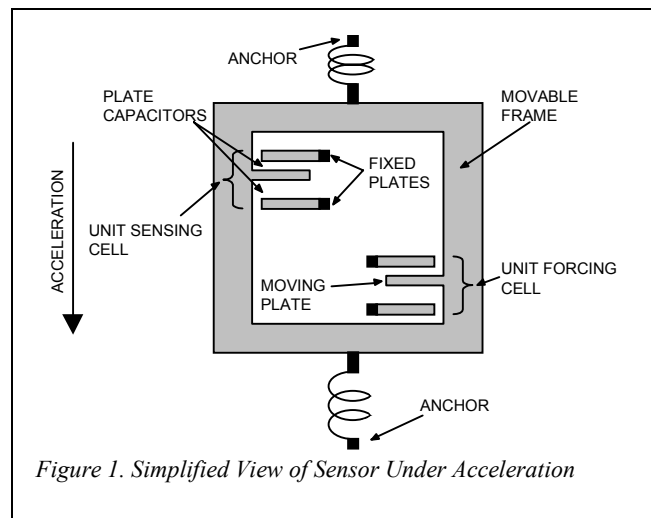 ANCHOR
PLATE
CAPACITORS
MOVABLE
FRAME
FIXED
PLATES
ACCELERATION
UNIT SENSING
CELL
MOVING
PLATE
UNIT FORCING
CELL
ANCHOR
Figure 1. Simplified View of Sensor Under Acceleration